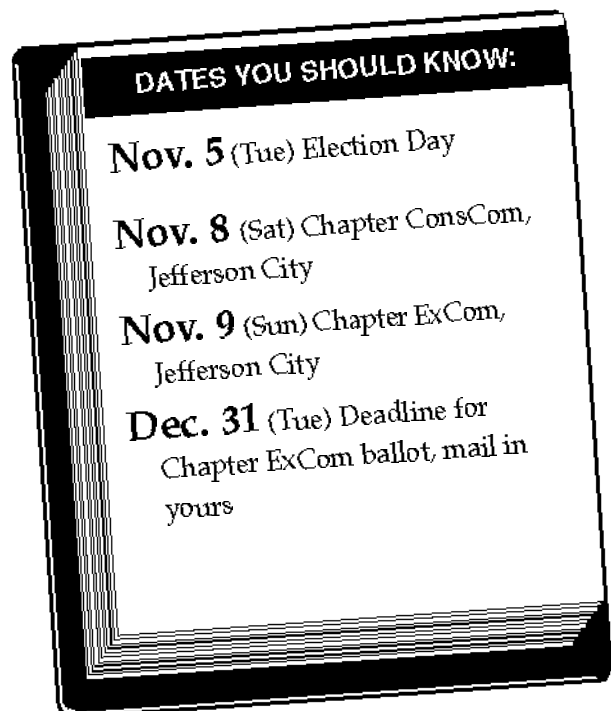 DATES YOU SHOULD KNOW:
Nov. 5 (Tue) Election Day
Nov. 8 (Sat) Chapter ConsCom,
Jefferson City
Nov. 9 (Sun) Chapter ExCom,
Jefferson City
Dec. 31 (Tue) Deadline for
Chapter ExCom ballot, mail in
yours